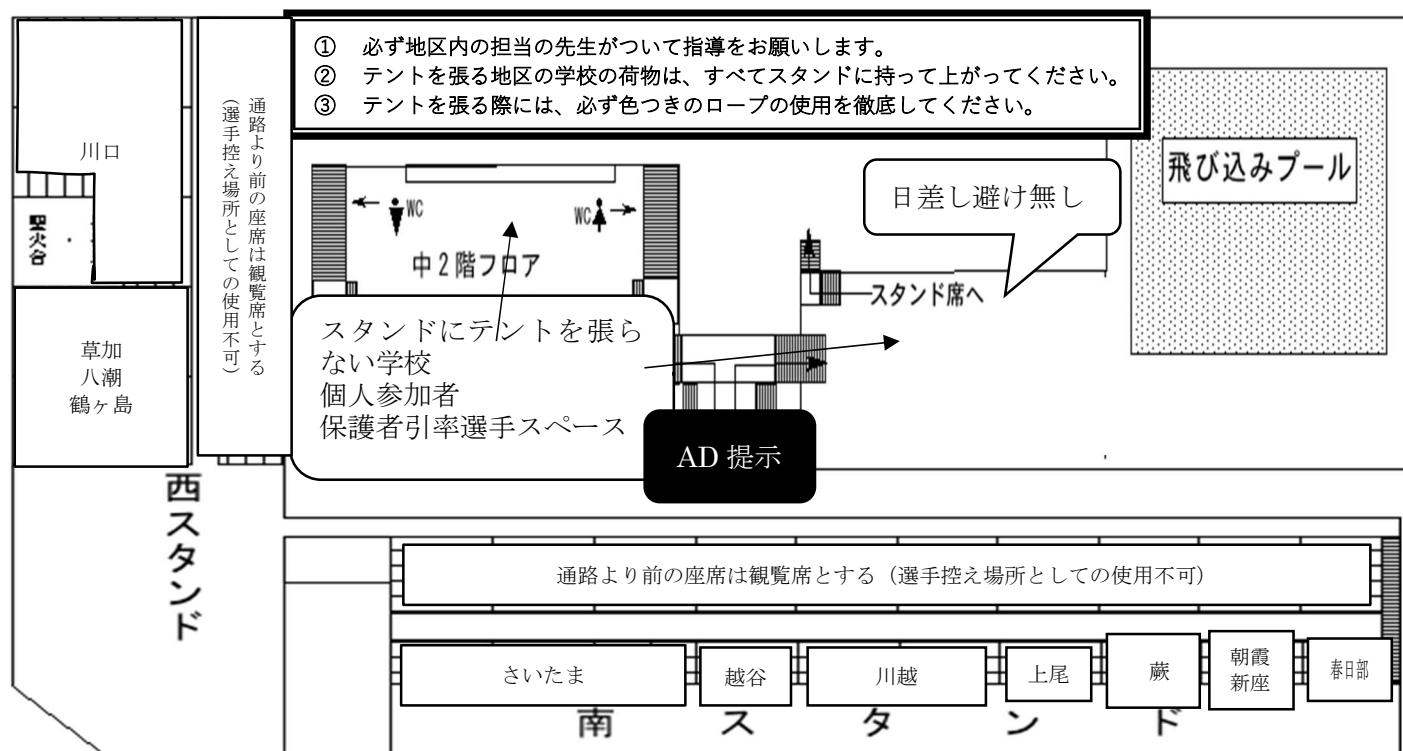 ① 必ず地区内の担当の先生がついて指導をお願いします。
② テントを張る地区の学校の荷物は、すべてスタンドに持って上がってください。
③ テントを張る際には、必ず色つきのロープの使用を徹底してください。
川口
聖火台
草加
八潮
鶴ヶ島
通路より前の座席は観覧席とする
(選手控え場所としての使用不可)
西スタンド
WC
WC
中2階フロア
スタンドにテントを張ら
ない学校
個人参加者
保護者引率選手スペース
AD 提示
日差し避け無し
スタンド席へ
飛び込みプール
通路より前の座席は観覧席とする(選手控え場所としての使用不可)
さいたま
越谷
川越
上尾
蕨
朝霞
新座
春日部
南スタンド